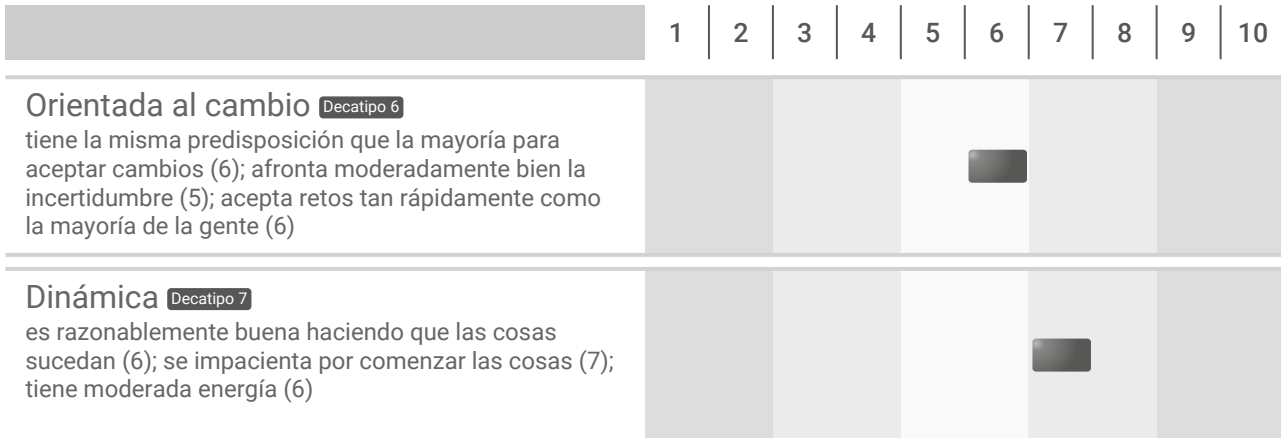 1 2 3 4 5 6 7 8 9 10
Orientada al cambio Decatipo 6
tiene la misma predisposición que la mayoría para
aceptar cambios (6); afronta moderadamente bien la
incertidumbre (5); acepta retos tan rápidamente como
la mayoría de la gente (6)
Dinámica Decatipo 7
es razonablemente buena haciendo que las cosas
sucedan (6); se impacienta por comenzar las cosas (7);
tiene moderada energía (6)